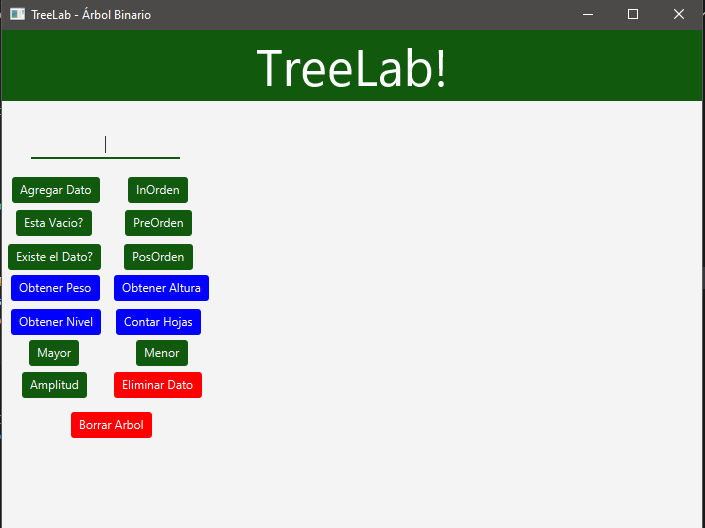 TreeLab - Árbol Binario
TreeLab!
Agregar Dato InOrden
Esta Vacio? PreOrden
Existe el Dato? PosOrden
Obtener Peso Obtener Altura
Obtener Nivel Contar Hojas
Mayor Menor
Amplitud Eliminar Dato
Borrar Arbol